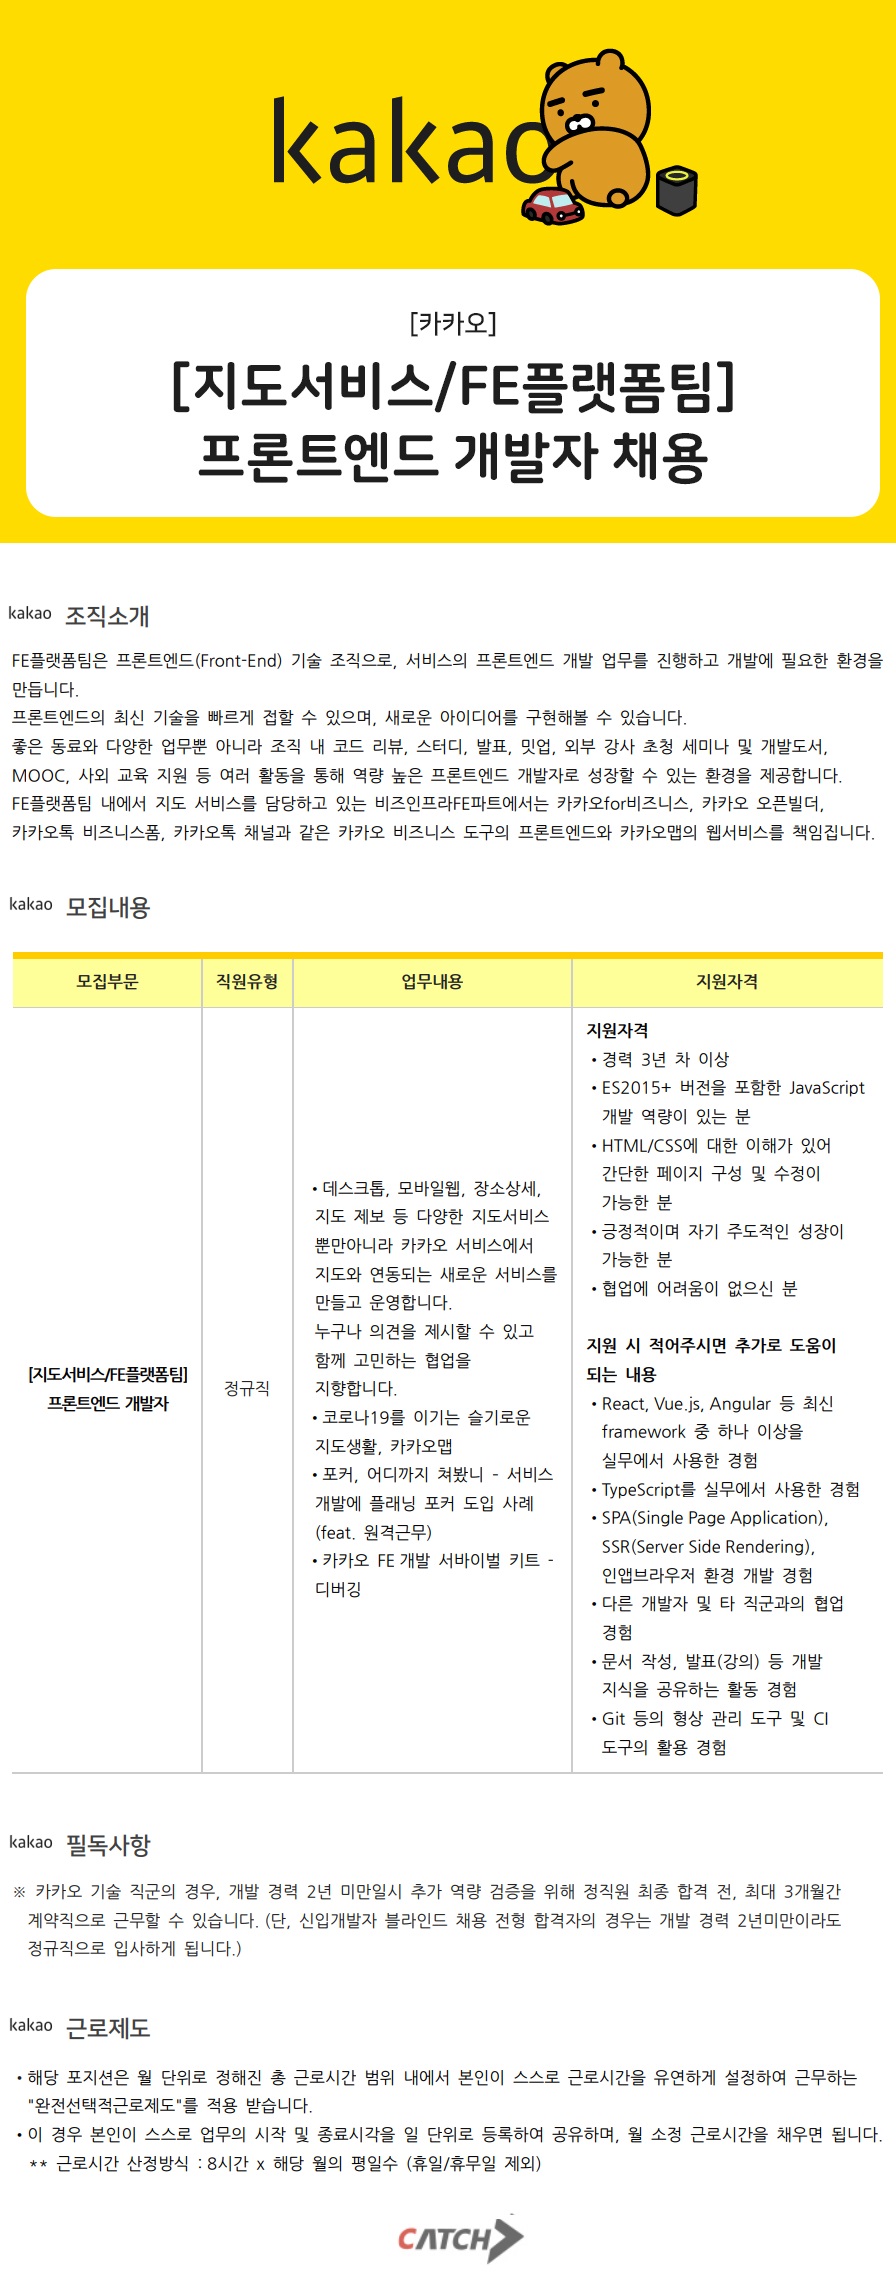 kakao
[카카오]
[지도서비스/FE플랫폼팀]
프론트엔드 개발자 채용
kakao 조직소개
FE플랫폼팀은 프론트엔드(Front-End) 기술 조직으로, 서비스의 프론트엔드 개발 업무를 진행하고 개발에 필요한 환경을
만듭니다.
프론트엔드의 최신 기술을 빠르게 접할 수 있으며, 새로운 아이디어를 구현해볼 수 있습니다.
좋은 동료와 다양한 업무뿐 아니라 조직 내 코드 리뷰, 스터디, 발표, 밋업, 외부 강사 초청 세미나 및 개발도서,
MOOC, 사외 교육 지원 등 여러 활동을 통해 역량 높은 프론트엔드 개발자로 성장할 수 있는 환경을 제공합니다.
FE플랫폼팀 내에서 지도 서비스를 담당하고 있는 비즈인프라FE파트에서는 카카오for비즈니스, 카카오 오픈빌더,
카카오톡 비즈니스폼, 카카오톡 채널과 같은 카카오 비즈니스 도구의 프론트엔드와 카카오맵의 웹서비스를 책임집니다.
kakao 모집내용
모집부문 직원유형 업무내용 지원자격
[지도서비스/FE플랫폼팀]
프론트엔드 개발자
정규직
• 데스크톱, 모바일웹, 장소상세,
지도 제보 등 다양한 지도서비스
뿐만아니라 카카오 서비스에서
지도와 연동되는 새로운 서비스를
만들고 운영합니다.
누구나 의견을 제시할 수 있고
함께 고민하는 협업을
지향합니다.
• 코로나19를 이기는 슬기로운
지도생활, 카카오맵
• 포커, 어디까지 쳐봤니 - 서비스
개발에 플래닝 포커 도입 사례
(feat. 원격근무)
• 카카오 FE 개발 서바이벌 키트 -
디버깅
지원자격
• 경력 3년 차 이상
• ES2015+ 버전을 포함한 JavaScript
개발 역량이 있는 분
• HTML/CSS에 대한 이해가 있어
간단한 페이지 구성 및 수정이
가능한 분
• 긍정적이며 자기 주도적인 성장이
가능한 분
• 협업에 어려움이 없으신 분
지원 시 적어주시면 추가로 도움이
되는 내용
• React, Vue.js, Angular 등 최신
framework 중 하나 이상을
실무에서 사용한 경험
• TypeScript를 실무에서 사용한 경험
• SPA(Single Page Application),
SSR(Server Side Rendering),
인앱브라우저 환경 개발 경험
• 다른 개발자 및 타 직군과의 협업
경험
• 문서 작성, 발표(강의) 등 개발
지식을 공유하는 활동 경험
• Git 등의 형상 관리 도구 및 CI
도구의 활용 경험
kakao 필독사항
※ 카카오 기술 직군의 경우, 개발 경력 2년 미만일시 추가 역량 검증을 위해 정직원 최종 합격 전, 최대 3개월간
계약직으로 근무할 수 있습니다. (단, 신입개발자 블라인드 채용 전형 합격자의 경우는 개발 경력 2년미만이라도
정규직으로 입사하게 됩니다.)
kakao 근로제도
• 해당 포지션은 월 단위로 정해진 총 근로시간 범위 내에서 본인이 스스로 근로시간을 유연하게 설정하여 근무하는
"완전선택적근로제도"를 적용 받습니다.
• 이 경우 본인이 스스로 업무의 시작 및 종료시각을 일 단위로 등록하여 공유하며, 월 소정 근로시간을 채우면 됩니다.
** 근로시간 산정방식 : 8시간 x 해당 월의 평일수 (휴일/휴무일 제외)
CATCH